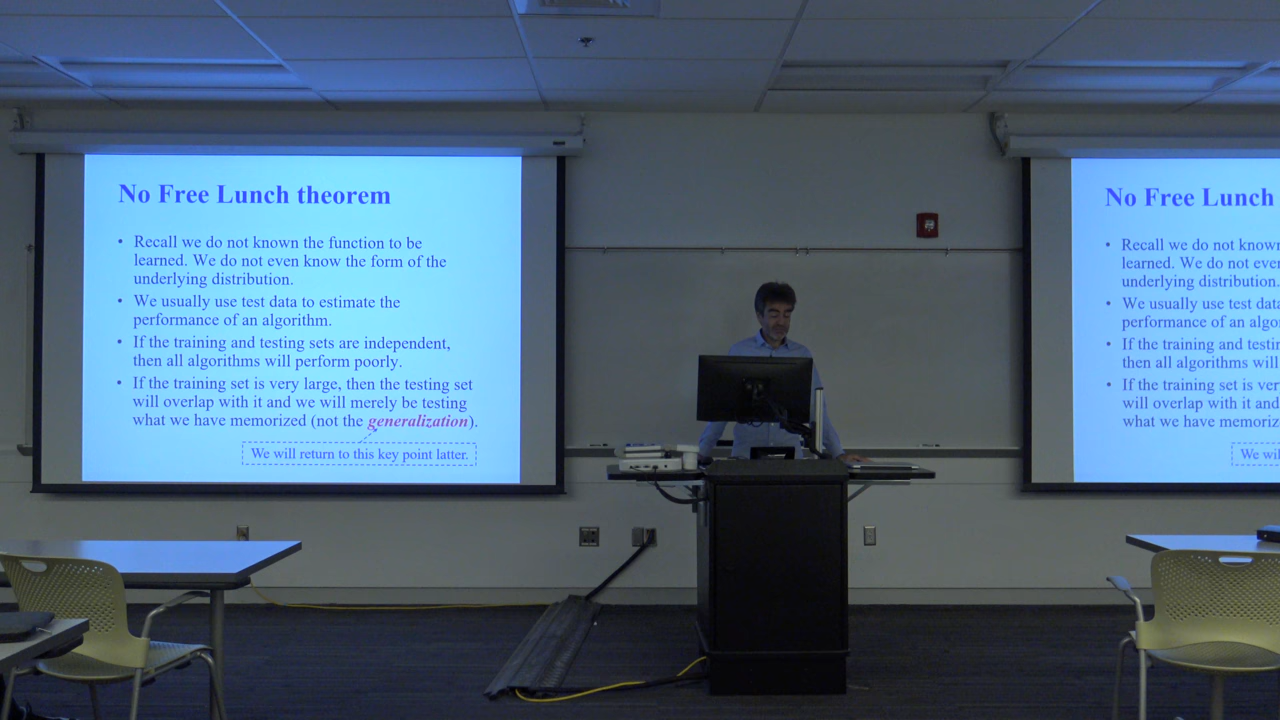 No Free Lunch theorem
• Recall we do not known the function to be
learned. We do not even know the form of the
underlying distribution.
• We usually use test data to estimate the
performance of an algorithm.
• If the training and testing sets are independent,
then all algorithms will perform poorly.
• If the training set is very large, then the testing set
will overlap with it and we will merely be testing
what we have memorized (not the generalization).
We will return to this key point latter.
No Free Lunch
• Recall we do not known
learned. We do not even
underlying distribution.
• We usually use test data
performance of an algo
• If the training and testin
then all algorithms will
• If the training set is ver
will overlap with it and
what we have memoriz
We wil